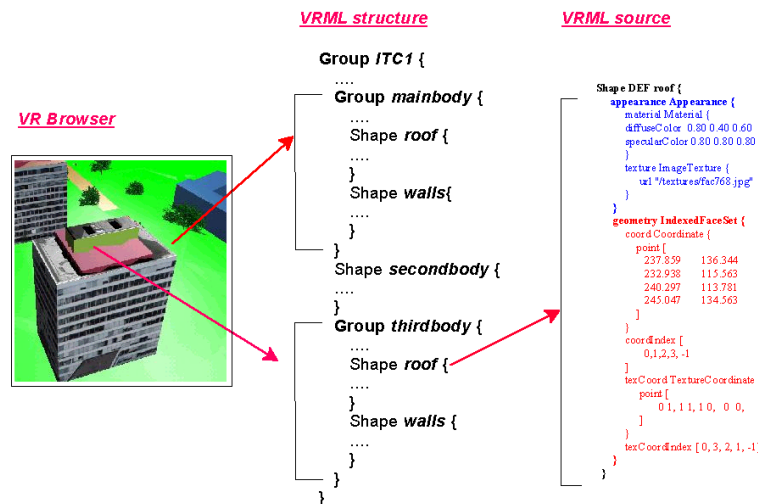 VRML structure
VRML source
VR Browser
Group ITC1 {
....
Group mainbody {
....
Shape roof {
....
}
Shape walls{
....
}
}
Shape secondbody {
....
}
Group thirdbody {
....
Shape roof {
....
}
Shape walls {
....
}
}
}
Shape DEF roof {
appearance Appearance {
material Material {
diffuseColor 0.80 0.40 0.60
specularColor 0.80 0.80 0.80
}
texture ImageTexture {
url "/textures/fac768.jpg"
}
}
geometry IndexedFaceSet {
coord Coordinate {
point [
237.859 136.344
232.938 115.563
240.297 113.781
245.047 134.563
]
}
coordIndex [
0,1,2,3, -1
]
texCoord TextureCoordinate
point [
0 1, 1 1, 1 0, 0 0,
]
}
texCoordIndex [ 0, 3, 2, 1, -1]
}
}